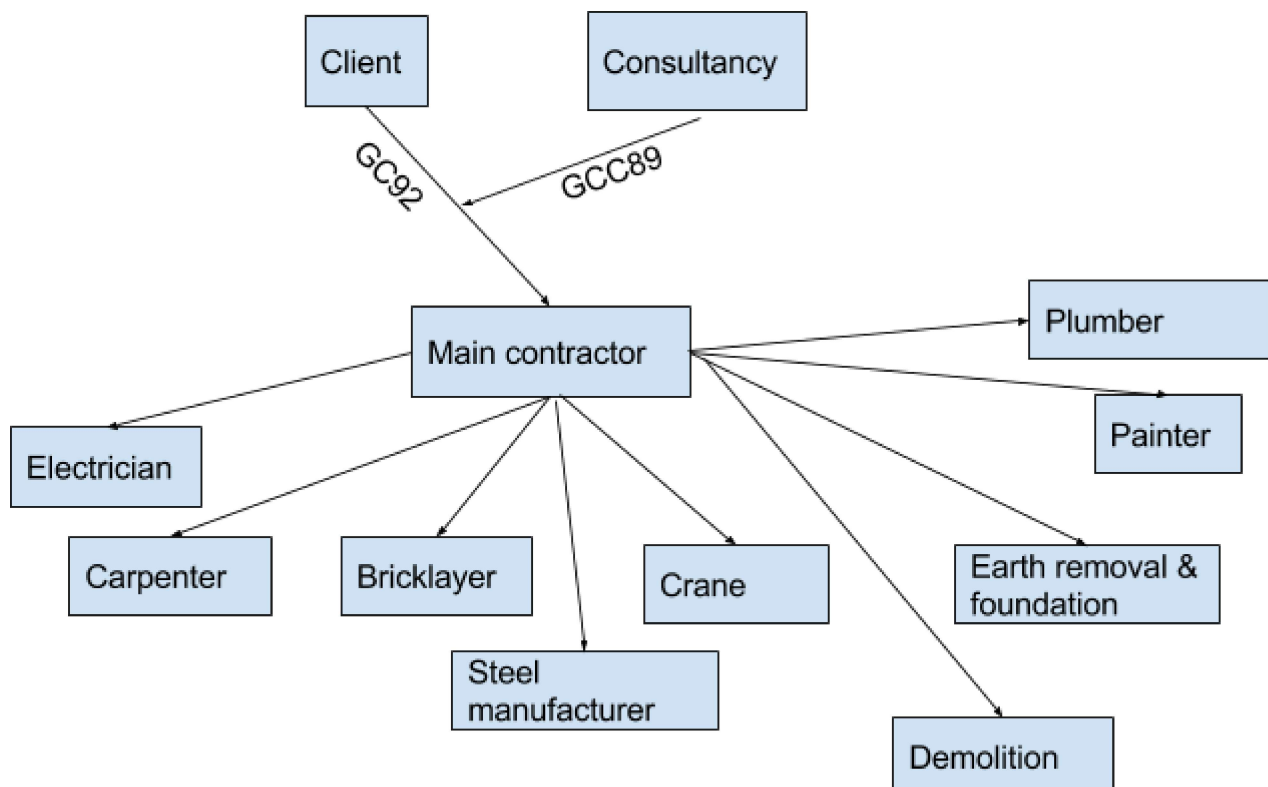 Client
Consultancy
GC92
GCC89
Main contractor
Plumber
Painter
Electrician
Carpenter
Bricklayer
Crane
Earth removal &
foundation
Steel
manufacturer
Demolition